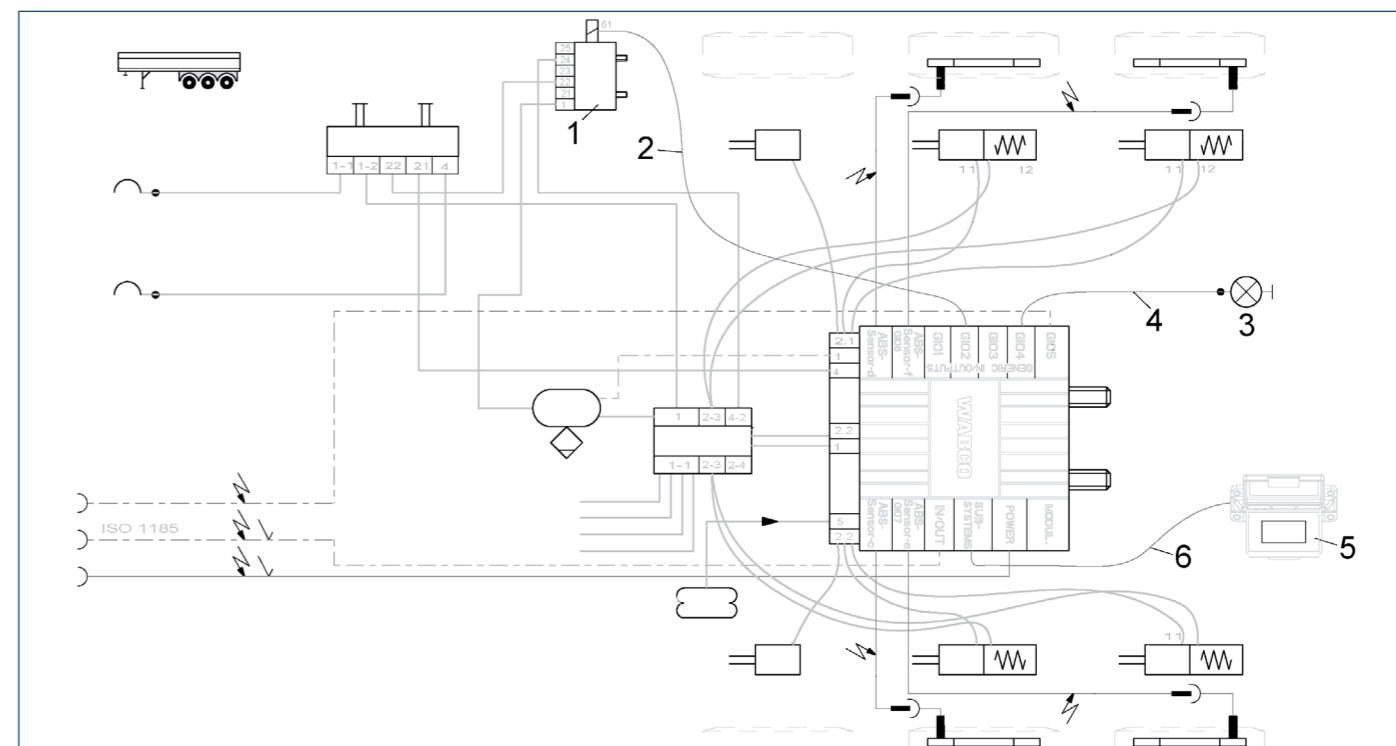 61
25
24
23
22
21
1
1
2
1-1 1-2 22 21 4
11 12
11 12
4
3
2.1
1
4
ABS-Sensor-d
ABS-Sensor-f GIO6
GIO1
GIO2
GIO3
GIO4
GIO5
GENERIC IN/OUTPUTS
1 2-3 4-2
1-1 2-3 2-4
2.2
1
WABCO
ISO 1185
5
2.2
ABS-Sensor-c
ABS-Sensor-e GIO7
IN/OUT
SUB-SYSTEMS
POWER
MODUL..
5
6
11